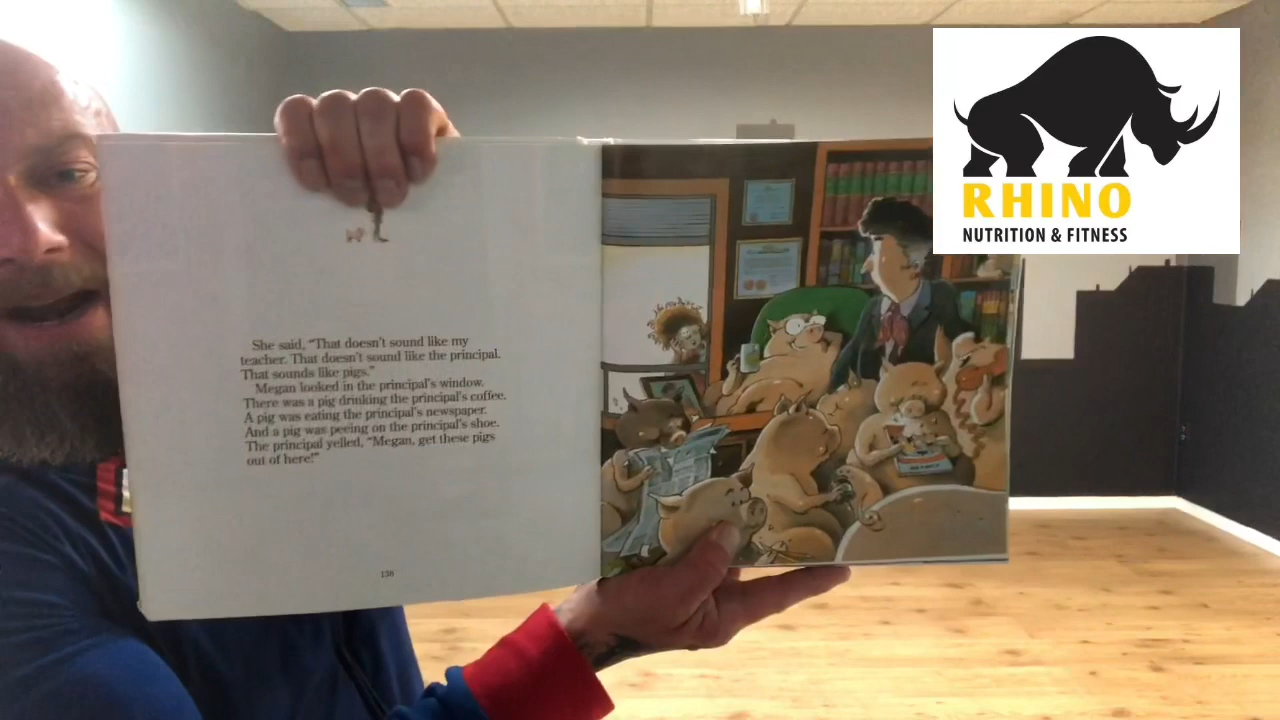 She said, "That doesn't sound like my
teacher. That doesn't sound like the principal.
That sounds like pigs."
Megan looked in the principal's window.
There was a pig drinking the principal's coffee.
A pig was eating the principal's newspaper.
And a pig was peeing on the principal's shoe.
The principal yelled, "Megan, get these pigs
out of here!"
138
RHINO
NUTRITION & FITNESS